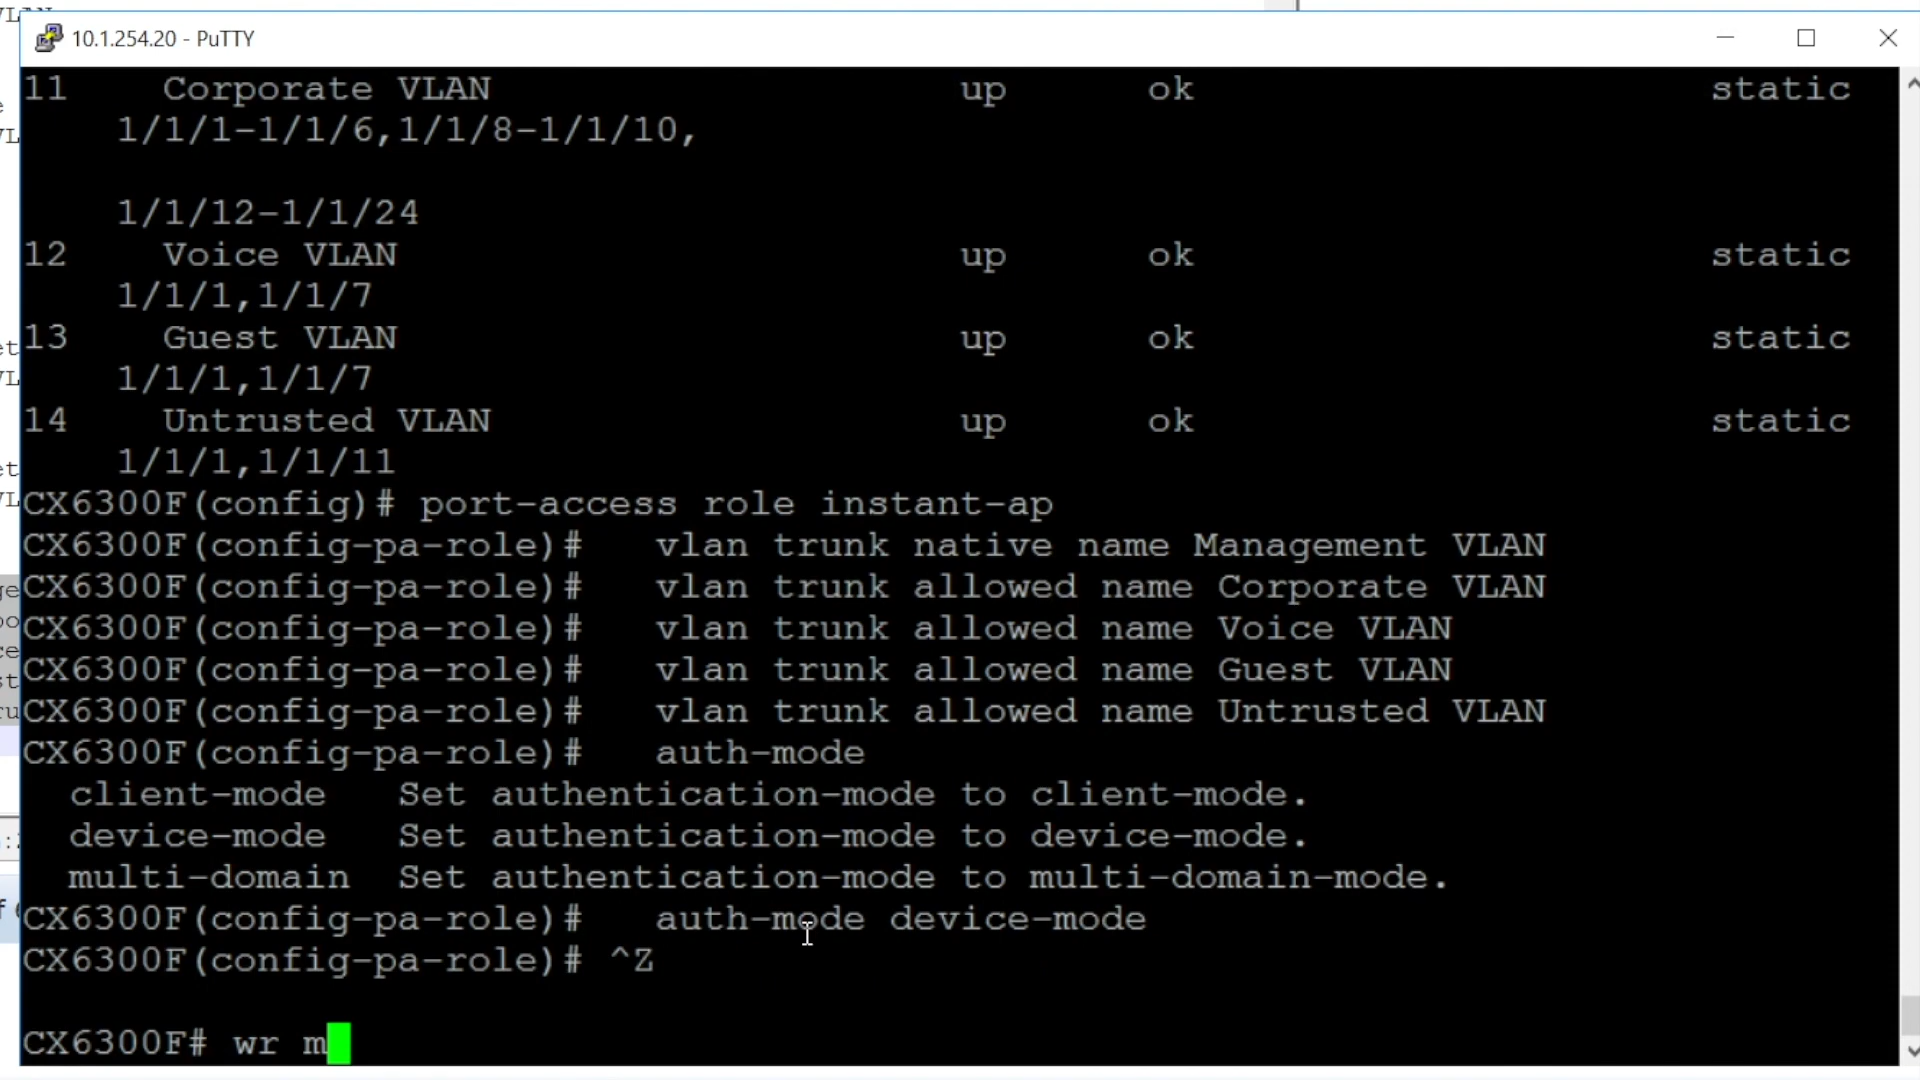 10.1.254.20 - PuTTY
11 Corporate VLAN up ok static
1/1/1-1/1/6,1/1/8-1/1/10,
1/1/12-1/1/24
12 Voice VLAN up ok static
1/1/1,1/1/7
13 Guest VLAN up ok static
1/1/1,1/1/7
14 Untrusted VLAN up ok static
1/1/1,1/1/11
CX6300F(config)# port-access role instant-ap
CX6300F(config-pa-role)# vlan trunk native name Management VLAN
CX6300F(config-pa-role)# vlan trunk allowed name Corporate VLAN
CX6300F(config-pa-role)# vlan trunk allowed name Voice VLAN
CX6300F(config-pa-role)# vlan trunk allowed name Guest VLAN
CX6300F(config-pa-role)# vlan trunk allowed name Untrusted VLAN
CX6300F(config-pa-role)# auth-mode
client-mode Set authentication-mode to client-mode.
device-mode Set authentication-mode to device-mode.
multi-domain Set authentication-mode to multi-domain-mode.
CX6300F(config-pa-role)# auth-mode device-mode
CX6300F(config-pa-role)# ^Z
CX6300F# wr m